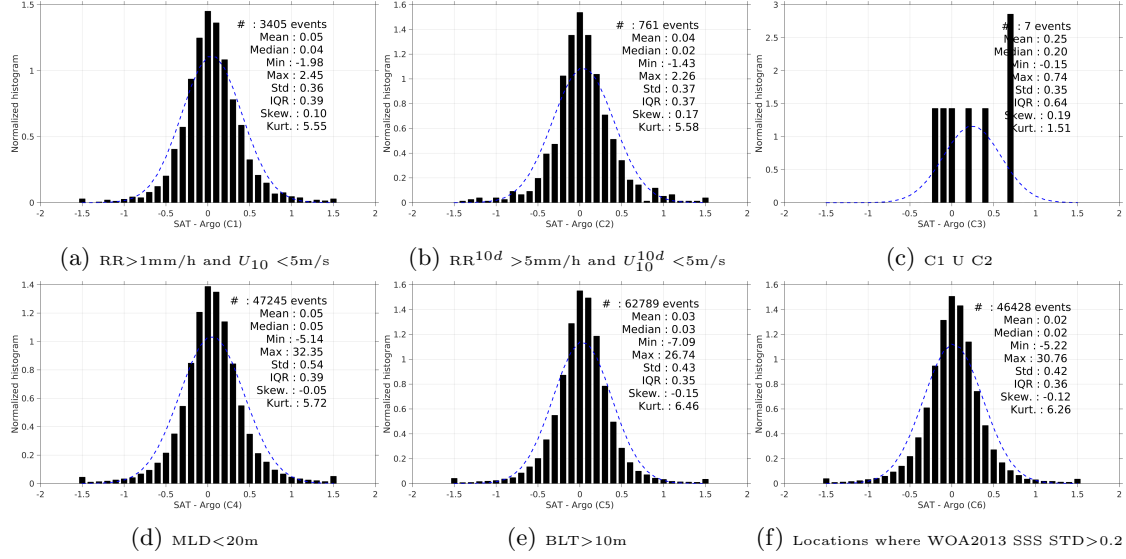 # : 3405 events
Mean : 0.05
Median : 0.04
Min : -1.98
Max : 2.45
Std : 0.36
IQR : 0.39
Skew. : 0.10
Kurt. : 5.55
Normalized histogram
1.5
1
0.5
0
-2 -1.5 -1 -0.5 0 0.5 1 1.5 2
SAT - Argo (C1)
(a) RR>1mm/h and U10 <5m/s
# : 761 events
Mean : 0.04
Median : 0.02
Min : -1.43
Max : 2.26
Std : 0.37
IQR : 0.37
Skew. : 0.17
Kurt. : 5.58
Normalized histogram
1.6
1.4
1.2
1
0.8
0.6
0.4
0.2
0
-2 -1.5 -1 -0.5 0 0.5 1 1.5 2
SAT - Argo (C2)
(b) RR10d >5mm/h and U10 10d <5m/s
# : 7 events
Mean : 0.25
Median : 0.20
Min : -0.15
Max : 0.74
Std : 0.35
IQR : 0.64
Skew. : 0.19
Kurt. : 1.51
Normalized histogram
3
2.5
2
1.5
1
0.5
0
-2 -1.5 -1 -0.5 0 0.5 1 1.5 2
SAT - Argo (C3)
(c) C1 U C2
# : 47245 events
Mean : 0.05
Median : 0.05
Min : -5.14
Max : 32.35
Std : 0.54
IQR : 0.39
Skew. : -0.05
Kurt. : 5.72
Normalized histogram
1.4
1.2
1
0.8
0.6
0.4
0.2
0
-2 -1.5 -1 -0.5 0 0.5 1 1.5 2
SAT - Argo (C4)
(d) MLD<20m
# : 62789 events
Mean : 0.03
Median : 0.03
Min : -7.09
Max : 26.74
Std : 0.43
IQR : 0.35
Skew. : -0.15
Kurt. : 6.46
Normalized histogram
1.6
1.4
1.2
1
0.8
0.6
0.4
0.2
0
-2 -1.5 -1 -0.5 0 0.5 1 1.5 2
SAT - Argo (C5)
(e) BLT>10m
# : 46428 events
Mean : 0.02
Median : 0.02
Min : -5.22
Max : 30.76
Std : 0.42
IQR : 0.36
Skew. : -0.12
Kurt. : 6.26
Normalized histogram
1.6
1.4
1.2
1
0.8
0.6
0.4
0.2
0
-2 -1.5 -1 -0.5 0 0.5 1 1.5 2
SAT - Argo (C6)
(f) Locations where WOA2013 SSS STD>0.2